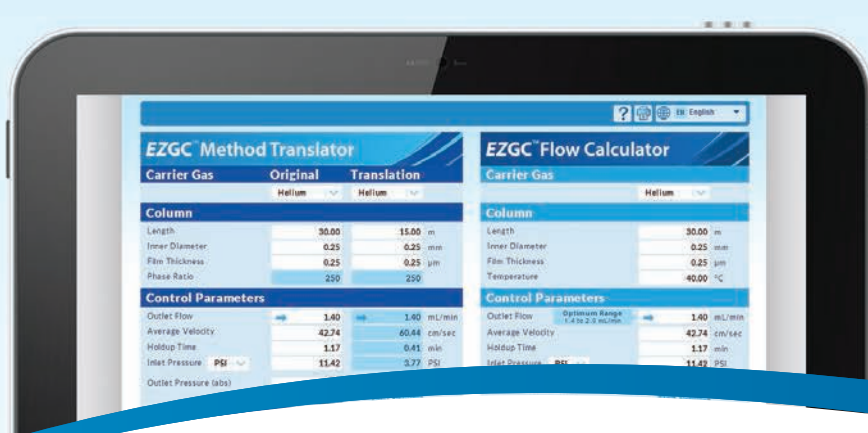 ? EN English
EZGC™ Method Translator
Carrier Gas Original Translation
Helium Helium
Column
Length 30.00 15.00 m
Inner Diameter 0.25 0.25 mm
Film Thickness 0.25 0.25 µm
Phase Ratio 250 250
Control Parameters
Outlet Flow 1.40 1.40 mL/min
Average Velocity 42.74 60.44 cm/sec
Holdup Time 1.17 0.41 min
Inlet Pressure PSI 11.42 3.77 PSI
Outlet Pressure (abs)
EZGC™ Flow Calculator
Carrier Gas
Helium
Column
Length 30.00 m
Inner Diameter 0.25 mm
Film Thickness 0.25 µm
Temperature 40.00 °C
Control Parameters
Outlet Flow Optimum Range 1.40 mL/min
1.4 to 2.0 mL/min
Average Velocity 42.74 cm/sec
Holdup Time 1.17 min
Inlet Pressure PSI 11.42 PSI